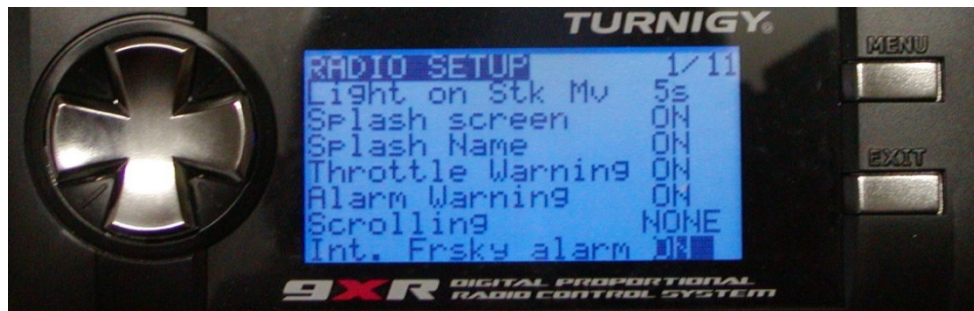 TURNIGY®
MENU
RADIO SETUP 1/11
Light on Stk Mv 5s
Splash screen ON
Splash Name ON
EXIT
Throttle Warning ON
Alarm Warning ON
Scrolling NONE
Int. Frsky alarm
9XR DIGITAL PROPORTIONAL
RADIO CONTROL SYSTEM